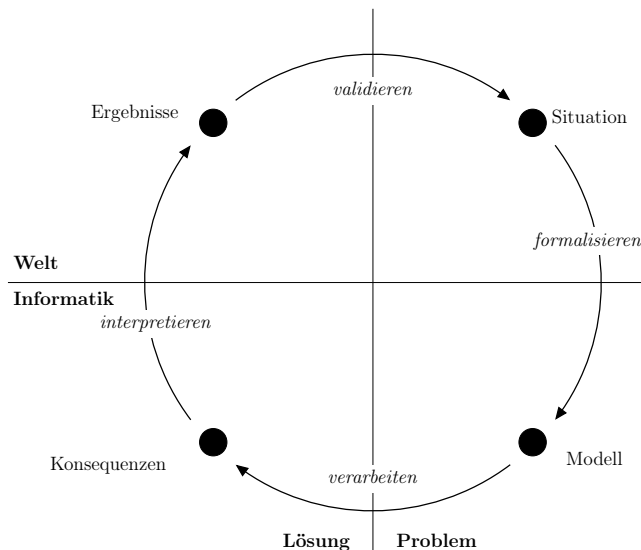 validieren
Ergebnisse
Situation
formalisieren
Welt
Informatik
interpretieren
Konsequenzen
Modell
verarbeiten
Lösung
Problem